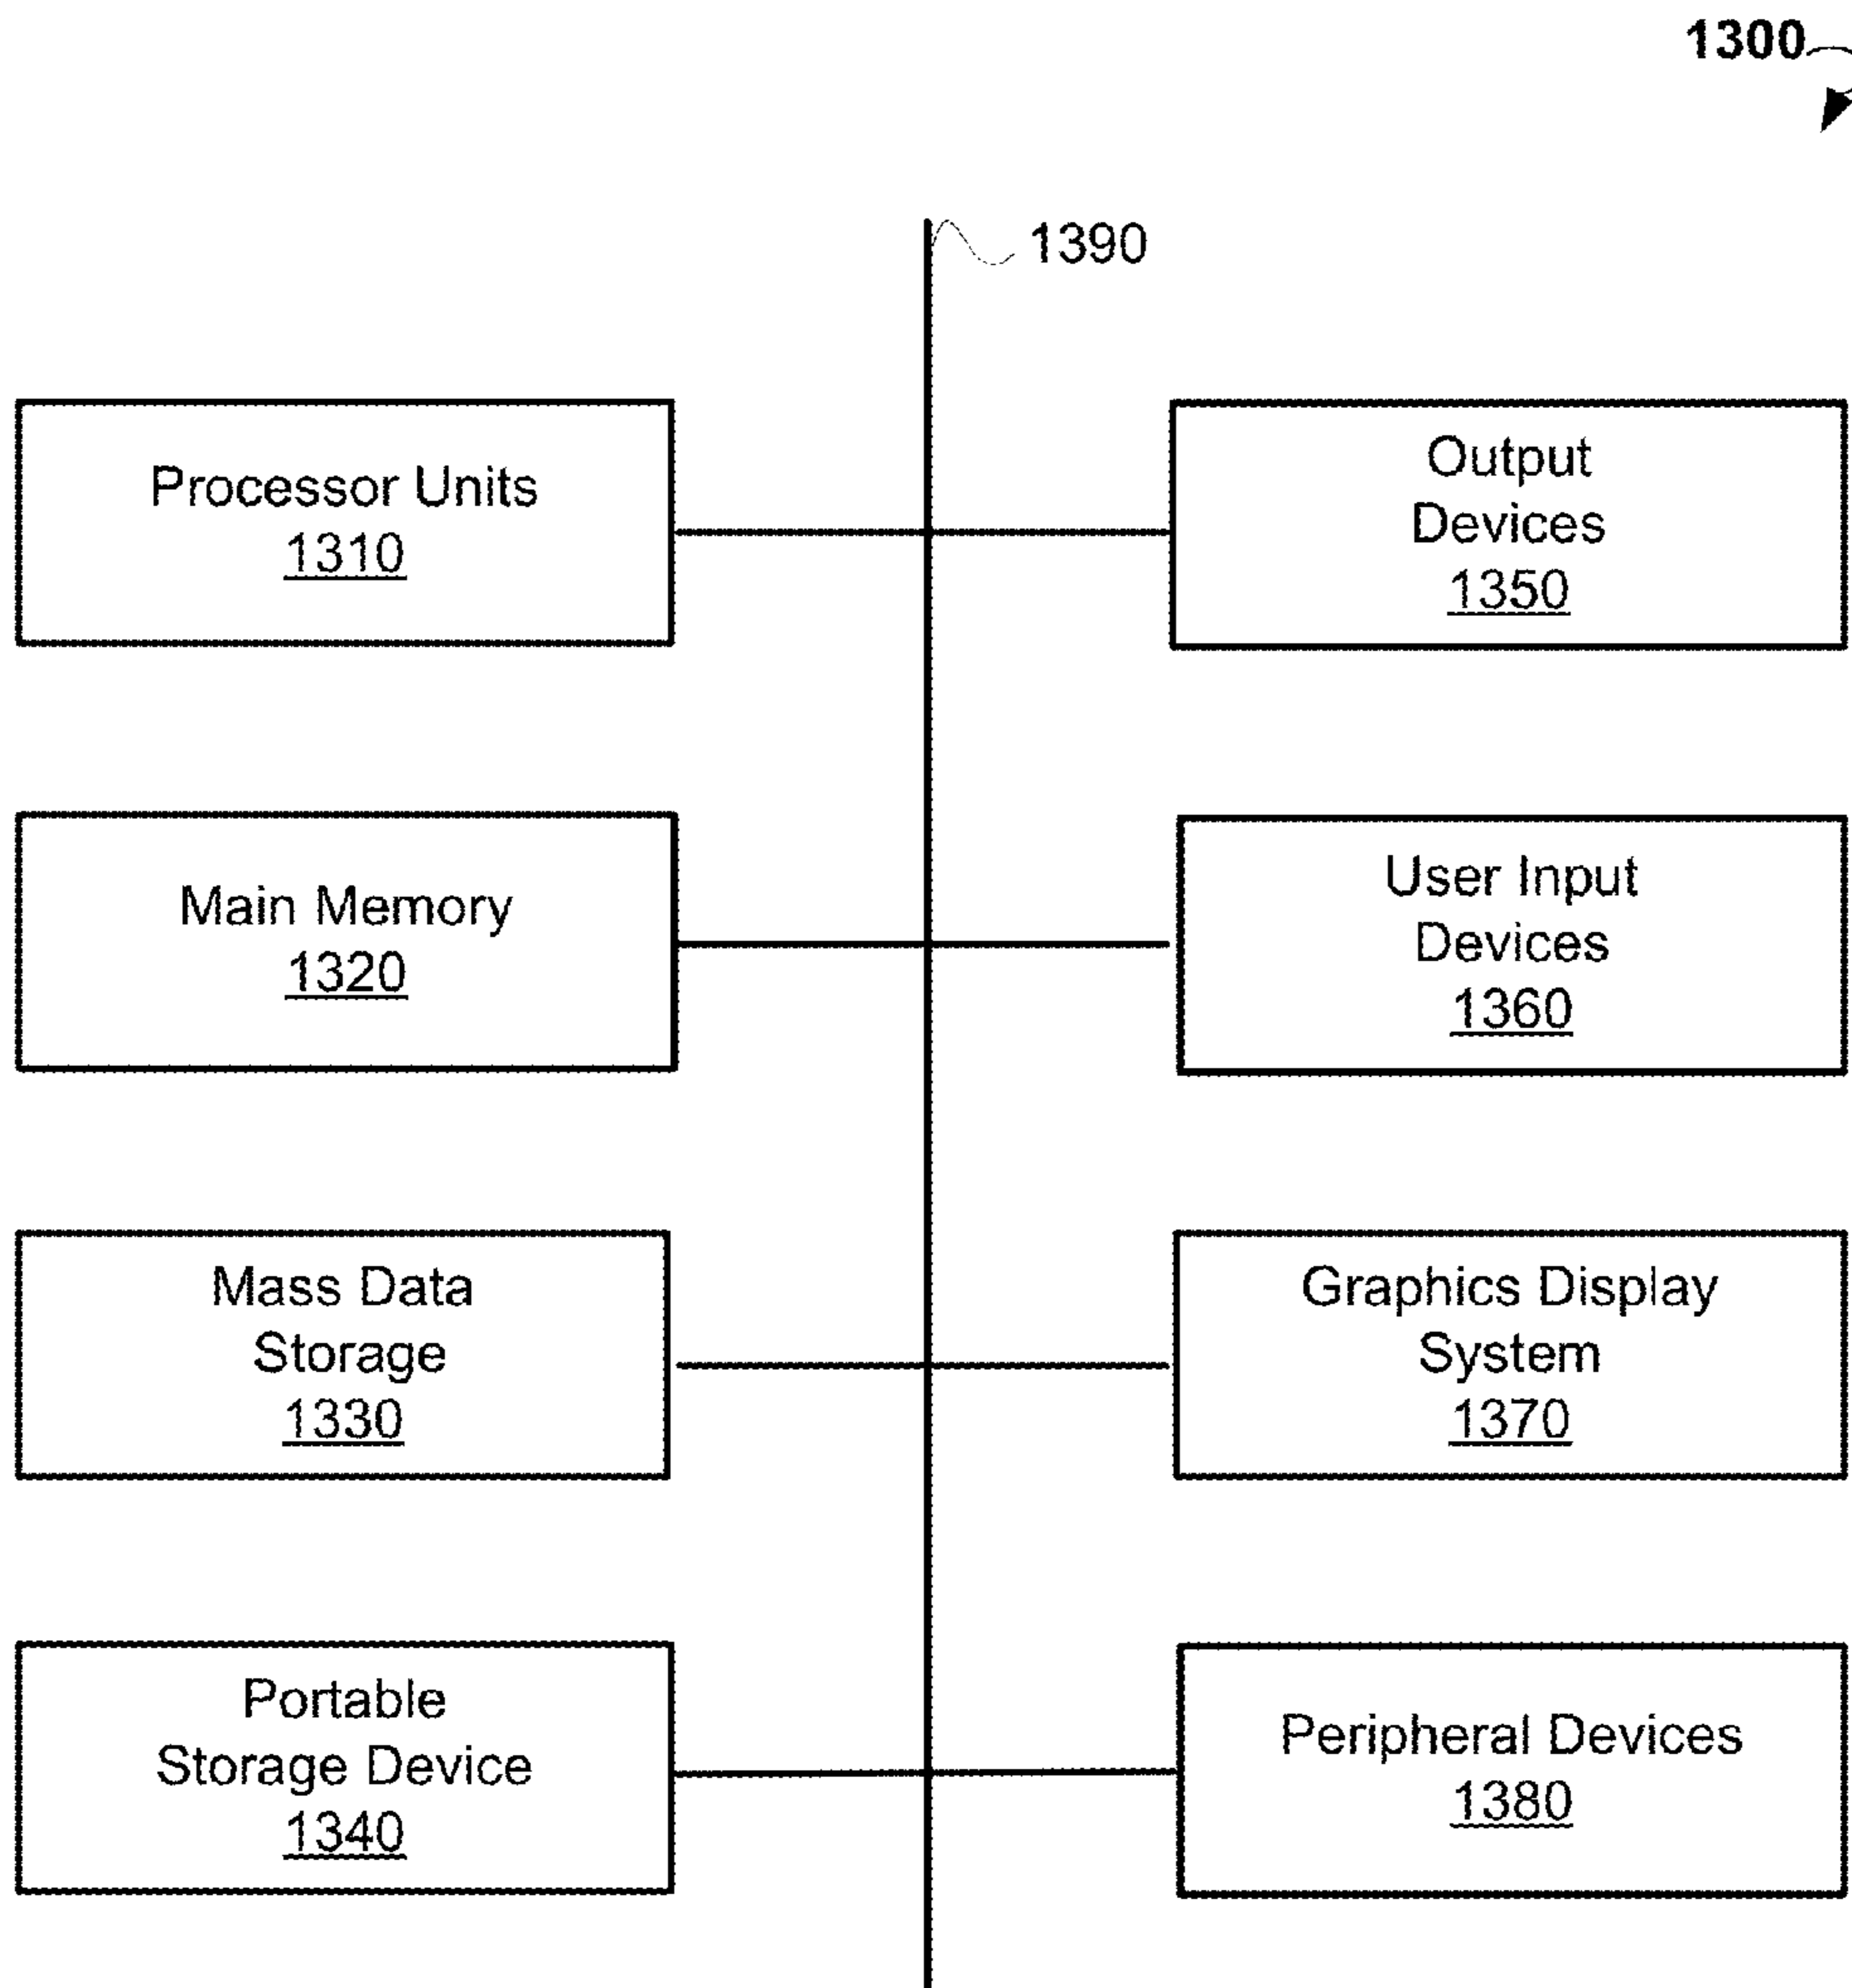 1300
1390
Processor Units
1310
Output
Devices
1350
Main Memory
1320
User Input
Devices
1360
Mass Data
Storage
1330
Graphics Display
System
1370
Portable
Storage Device
1340
Peripheral Devices
1380